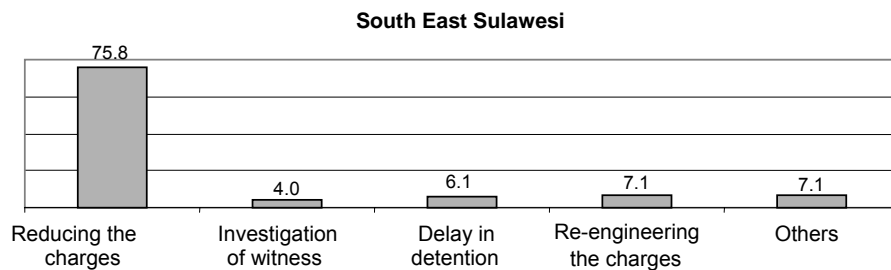 South East Sulawesi
75.8
4.0
6.1
7.1
7.1
Reducing the
charges
Investigation
of witness
Delay in
detention
Re-engineering
the charges
Others